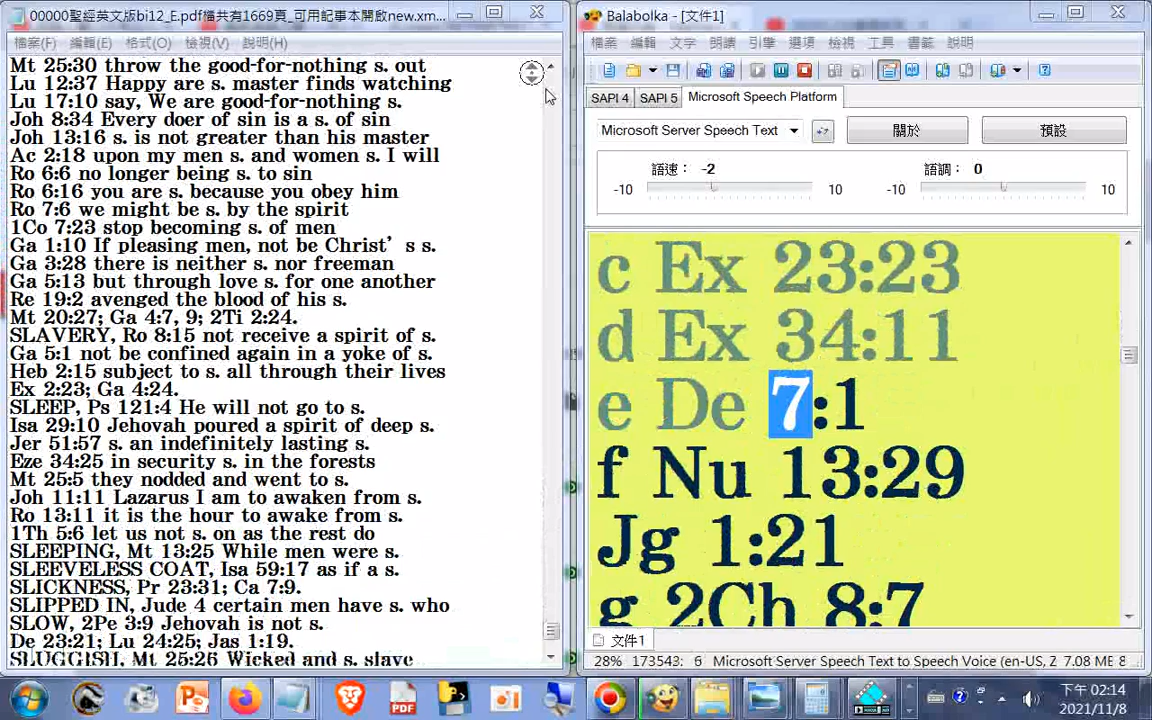 00000聖經英文版bi12_E.pdf檔共有1669頁_可用記事本開啟new.xm...
檔案(F) 編輯(E) 格式(O) 檢視(V) 說明(H)
Mt 25:30 throw the good-for-nothing s. out
Lu 12:37 Happy are s. master finds watching
Lu 17:10 say, We are good-for-nothing s.
Joh 8:34 Every doer of sin is a s. of sin
Joh 13:16 s. is not greater than his master
Ac 2:18 upon my men s. and women s. I will
Ro 6:6 no longer being s. to sin
Ro 6:16 you are s. because you obey him
Ro 7:6 we might be s. by the spirit
1Co 7:23 stop becoming s. of men
Ga 1:10 If pleasing men, not be Christ’s s.
Ga 3:28 there is neither s. nor freeman
Ga 5:13 but through love s. for one another
Re 19:2 avenged the blood of his s.
Mt 20:27; Ga 4:7, 9; 2Ti 2:24.
SLAVERY, Ro 8:15 not receive a spirit of s.
Ga 5:1 not be confined again in a yoke of s.
Heb 2:15 subject to s. all through their lives
Ex 2:23; Ga 4:24.
SLEEP, Ps 121:4 He will not go to s.
Isa 29:10 Jehovah poured a spirit of deep s.
Jer 51:57 s. an indefinitely lasting s.
Eze 34:25 in security s. in the forests
Mt 25:5 they nodded and went to s.
Joh 11:11 Lazarus I am to awaken from s.
Ro 13:11 it is the hour to awake from s.
1Th 5:6 let us not s. on as the rest do
SLEEPING, Mt 13:25 While men were s.
SLEEVELESS COAT, Isa 59:17 as if a s.
SLICKNESS, Pr 23:31; Ca 7:9.
SLIPPED IN, Jude 4 certain men have s. who
SLOW, 2Pe 3:9 Jehovah is not s.
De 23:21; Lu 24:25; Jas 1:19.
SLUGGISH, Mt 25:26 Wicked and s. slave
Balabolka - [文件1]
檔案 編輯 文字 朗讀 引擎 選項 檢視 工具 書籤 說明
SAPI 4 SAPI 5 Microsoft Speech Platform
Microsoft Server Speech Text 關於 預設
語速： -2 語調： 0
-10 10 -10 10
c Ex 23:23
d Ex 34:11
e De 7:1
f Nu 13:29
Jg 1:21
g 2Ch 8:7
文件1
28% 173543: 6 Microsoft Server Speech Text to Speech Voice (en-US, Z 7.08 MB 8
PDF
下午 02:14
2021/11/8